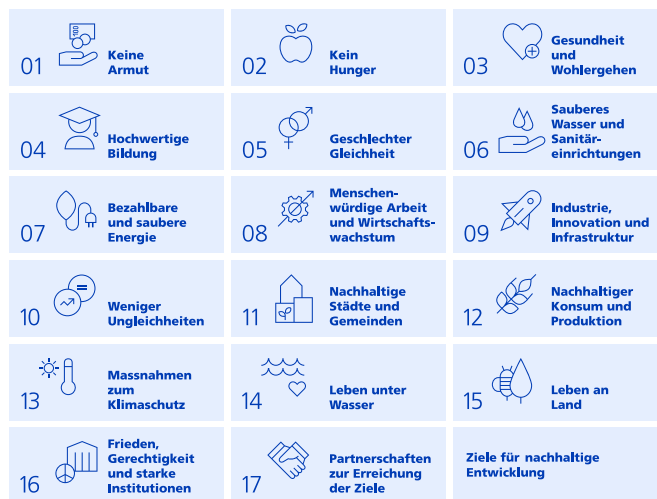 01
Keine
Armut
02
Kein
Hunger
03
Gesundheit
und
Wohlergehen
04
Hochwertige
Bildung
05
Geschlechter
Gleichheit
06
Sauberes
Wasser und
Sanitär-
einrichtungen
07
Bezahlbare
und saubere
Energie
08
Menschen-
würdige Arbeit
und Wirtschafts-
wachstum
09
Industrie,
Innovation und
Infrastruktur
10
Weniger
Ungleichheiten
11
Nachhaltige
Städte und
Gemeinden
12
Nachhaltiger
Konsum und
Produktion
13
Massnahmen
zum
Klimaschutz
14
Leben unter
Wasser
15
Leben an
Land
16
Frieden,
Gerechtigkeit
und starke
Institutionen
17
Partnerschaften
zur Erreichung
der Ziele
Ziele für nachhaltige
Entwicklung